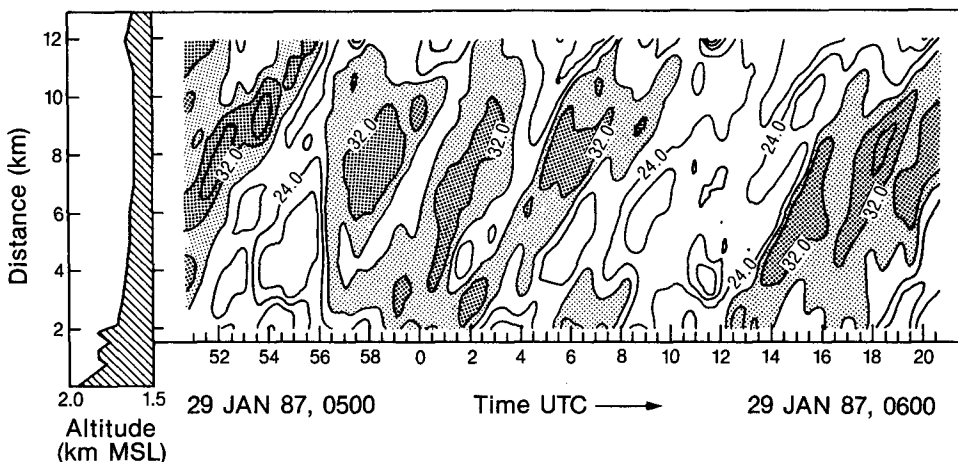 12
10
8
6
4
2
Distance (km)
2.0 1.5
Altitude
(km MSL)
32.0 24.0 32.0 32.0 32.0 24.0 24.0 24.0 32.0 32.0 32.0
52 54 56 58 0 2 4 6 8 10 12 14 16 18 20
29 JAN 87, 0500 Time UTC 29 JAN 87, 0600